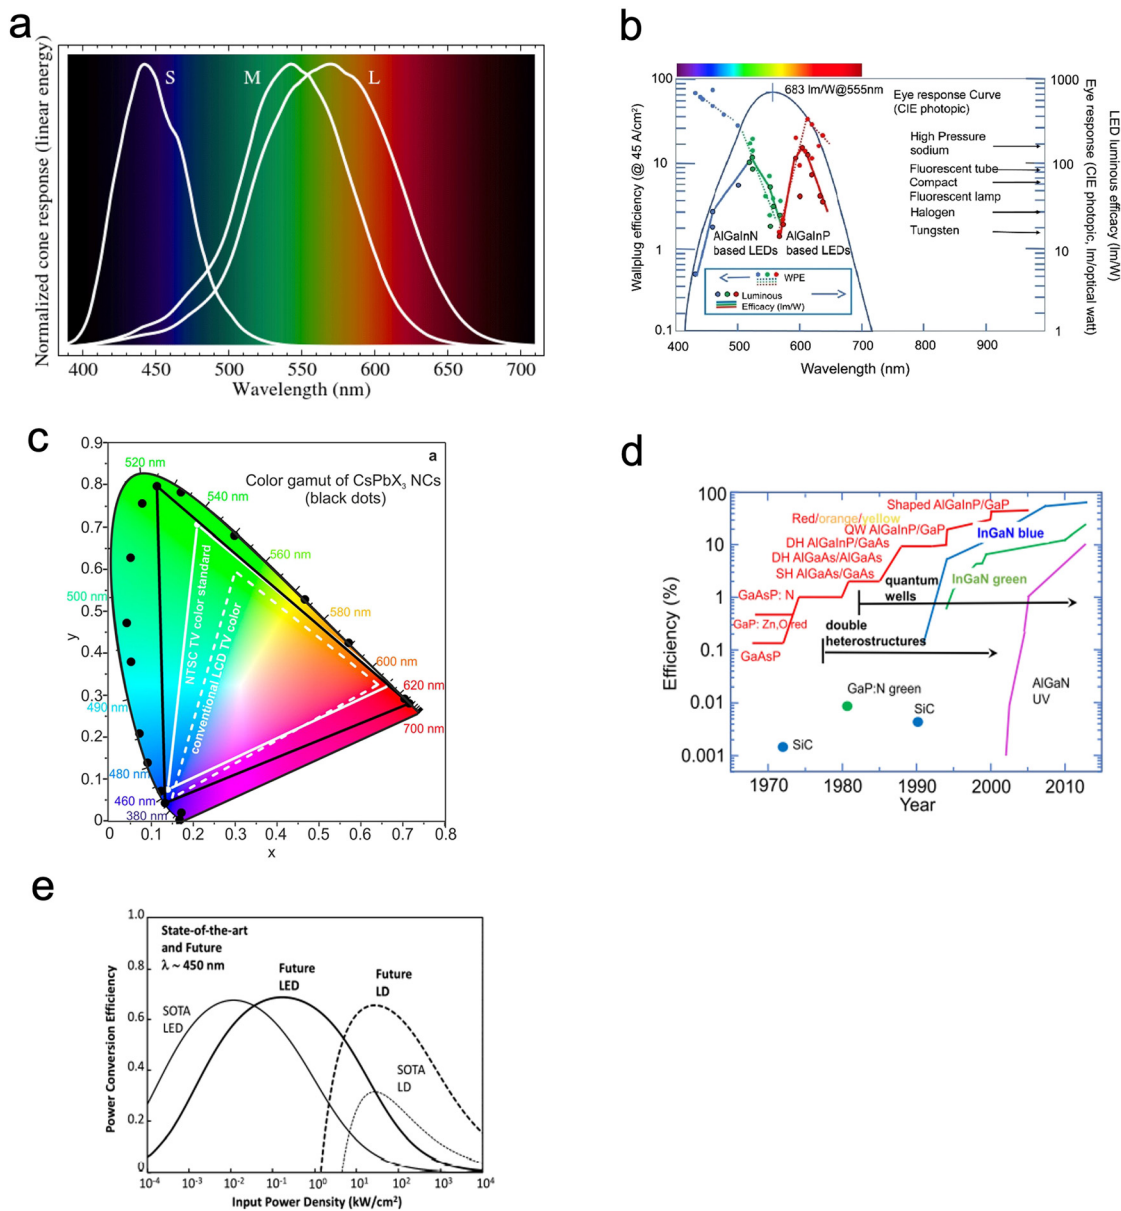 a
Normalized cone response (linear energy)
S
M
L
400
450
500
550
600
650
700
Wavelength (nm)
b
Wallplug efficiency (@ 45 A/cm²)
100
10
1
0.1
683 lm/W@555nm
Eye response Curve
(CIE photopic)
High Pressure
sodium
Fluorescent tube
Compact
Fluorescent lamp
Halogen
Tungsten
AlGaInN
based LEDs
AlGaInP
based LEDs
WPE
Luminous
Efficacy (lm/W)
1000
100
10
1
Eye response (CIE photopic, lm/optical watt)
LED luminous efficacy (lm/W)
400
500
600
700
800
900
Wavelength (nm)
c
a
Color gamut of CsPbX₃ NCs
(black dots)
0.9
0.8
0.7
0.6
0.5
0.4
0.3
0.2
0.1
0
y
520 nm
540 nm
560 nm
580 nm
600 nm
620 nm
700 nm
500 nm
490 nm
480 nm
460 nm
380 nm
NTSC TV color standard
conventional LCD TV color
0
0.1
0.2
0.3
0.4
0.5
0.6
0.7
0.8
x
d
Efficiency (%)
100
10
1
0.1
0.01
0.001
Shaped AlGaInP/GaP
Red/orange/yellow
QW AlGaInP/GaP
InGaN blue
DH AlGaInP/GaAs
DH AlGaAs/AlGaAs
SH AlGaAs/GaAs
quantum
wells
InGaN green
GaAsP: N
GaP: Zn,O red
double
heterostructures
GaAsP
GaP:N green
SiC
AlGaN
UV
SiC
1970
1980
1990
2000
2010
Year
e
Power Conversion Efficiency
1.0
0.8
0.6
0.4
0.2
0
State-of-the-art
and Future
λ ~ 450 nm
SOTA
LED
Future
LED
Future
LD
SOTA
LD
10⁻⁴
10⁻³
10⁻²
10⁻¹
10⁰
10¹
10²
10³
10⁴
Input Power Density (kW/cm²)